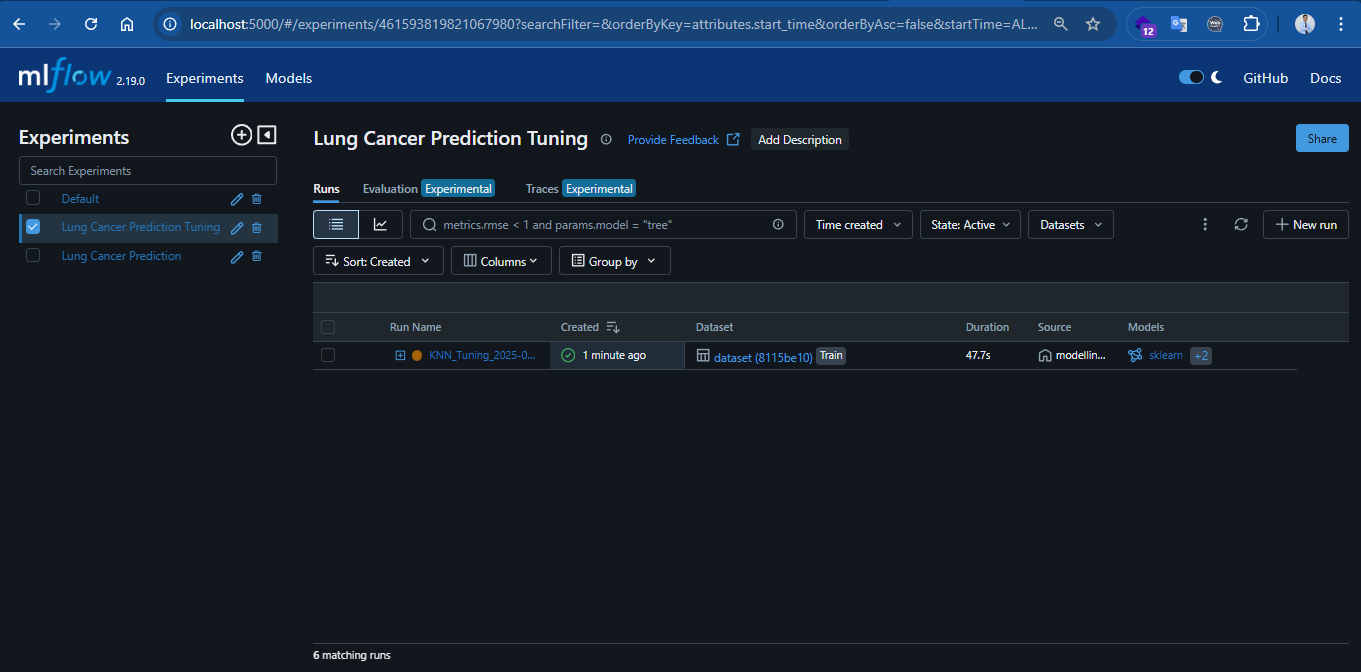 localhost:5000/#/experiments/461593819821067980?searchFilter=&orderByKey=attributes.start_time&orderByAsc=false&startTime=AL...
12
mlflow 2.19.0 Experiments Models GitHub Docs
Experiments
Search Experiments
Default
Lung Cancer Prediction Tuning
Lung Cancer Prediction
Lung Cancer Prediction Tuning Provide Feedback Add Description Share
Runs Evaluation Experimental Traces Experimental
metrics.rmse < 1 and params.model = "tree" Time created State: Active Datasets New run
Sort: Created Columns Group by
Run Name Created Dataset Duration Source Models
KNN_Tuning_2025-0... 1 minute ago dataset (8115be10) Train 47.7s modellin... sklearn +2
6 matching runs